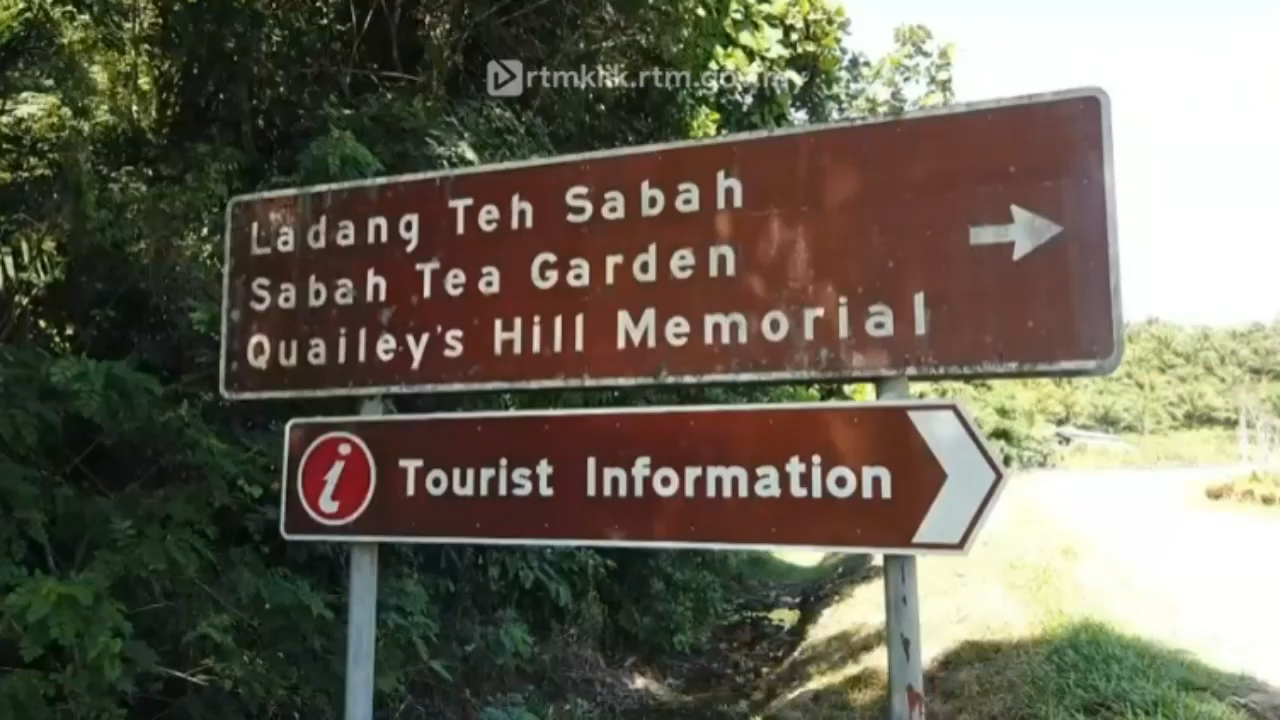 rtmklik.rtm.gov.my
Ladang Teh Sabah
Sabah Tea Garden
Quailey's Hill Memorial
i Tourist Information